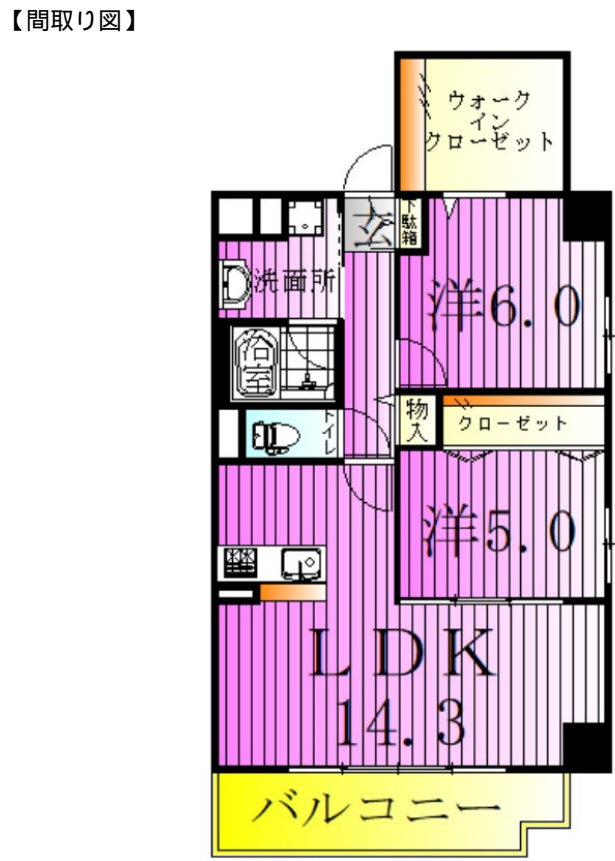 【間取り図】
ウォーク
イン
クローゼット
玄
下駄箱
洗面所
洋6.0
浴室
物入
クローゼット
トイレ
洋5.0
LDK
14.3
バルコニー